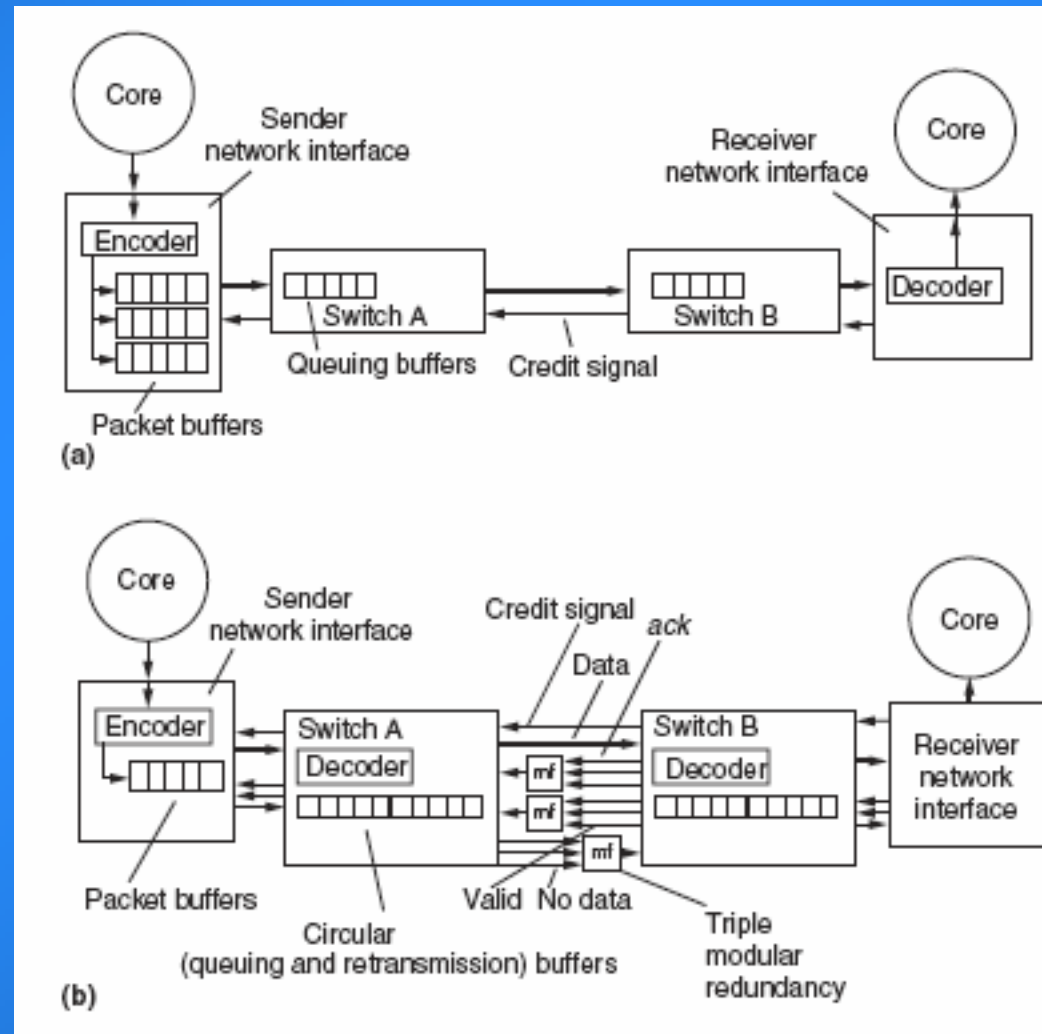 Core
Sender
network interface
Core
Receiver
network interface
Encoder
Decoder
Switch A
Switch B
Queuing buffers
Credit signal
Packet buffers
(a)
Core
Sender
network interface
Credit signal
ack
Data
Core
Encoder
Switch A
Decoder
Switch B
Decoder
mf
mf
mf
Receiver
network
interface
Packet buffers
Valid
No data
Circular
(queuing and retransmission) buffers
Triple
modular
redundancy
(b)